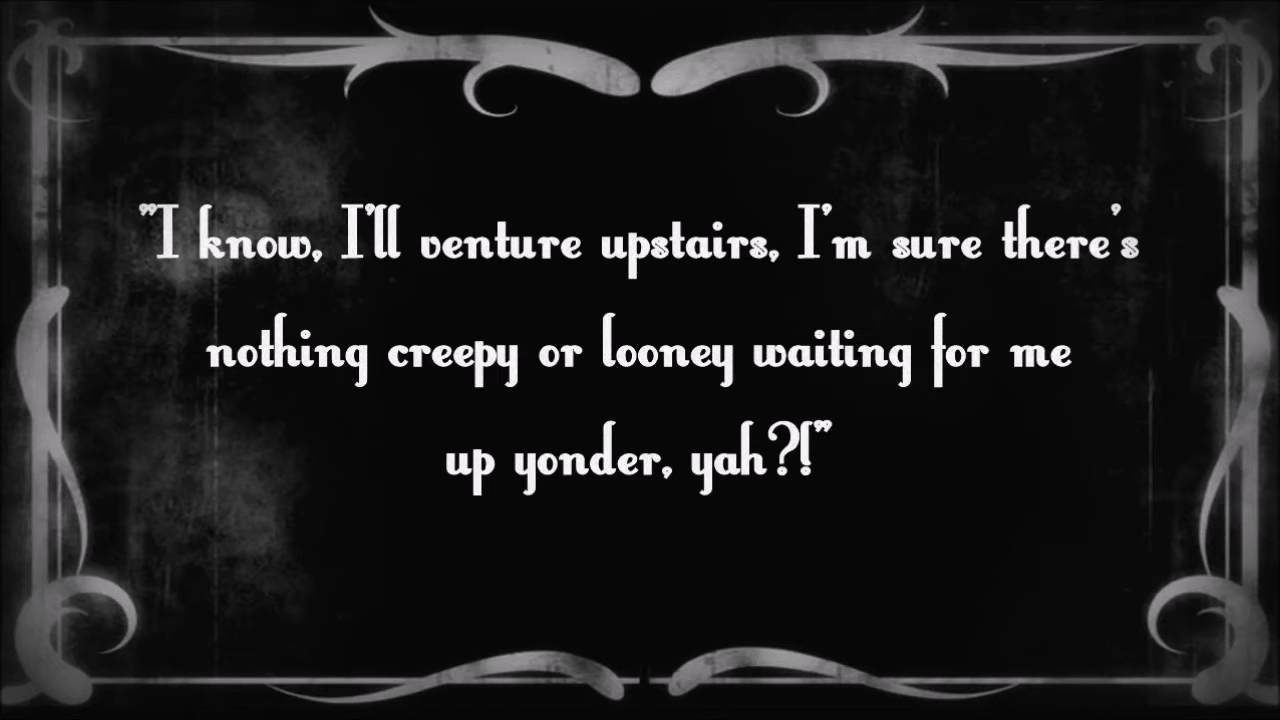 "I know, I'll venture upstairs, I'm sure there's
nothing creepy or looney waiting for me
up yonder, yah?!"